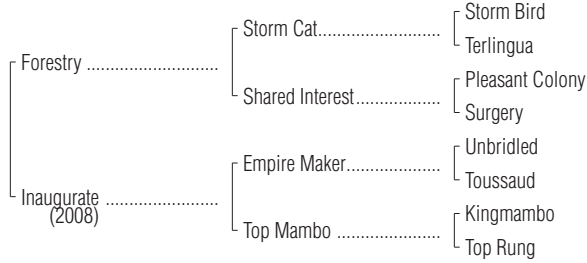 Storm Bird
Storm Cat
Terlingua
Forestry
Pleasant Colony
Shared Interest
Surgery
Unbridled
Empire Maker
Toussaud
Inaugurate
(2008)
Kingmambo
Top Mambo
Top Rung